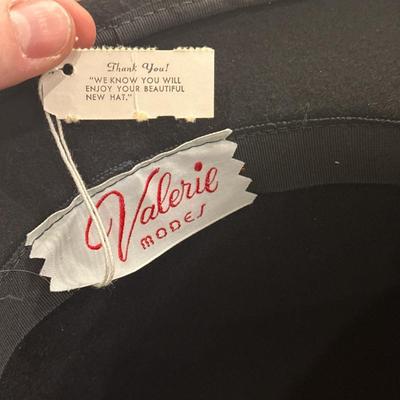 Thank You!
"WE KNOW YOU WILL
ENJOY YOUR BEAUTIFUL
NEW HAT."
Valerie
MODES